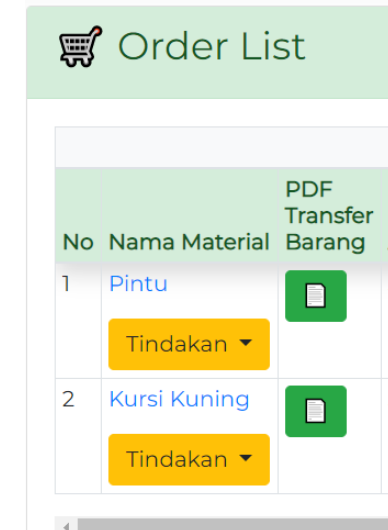 Order List
PDF
Transfer
No Nama Material Barang
1 Pintu
Tindakan
2 Kursi Kuning
Tindakan